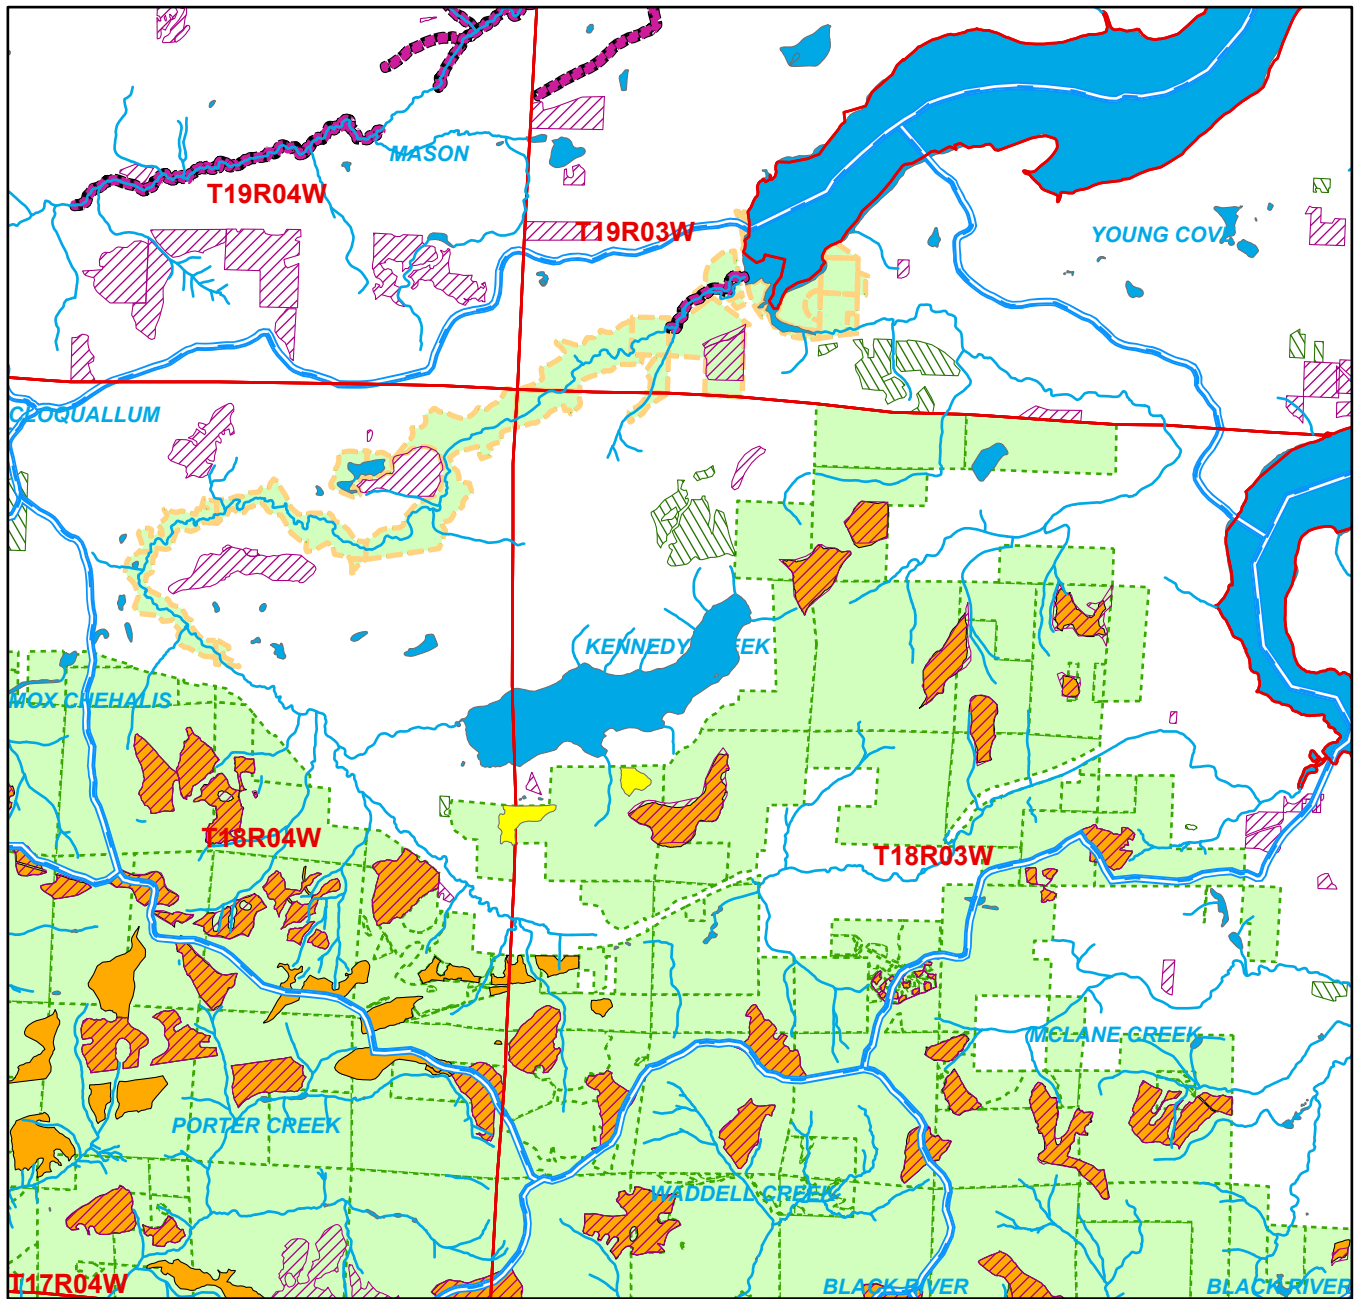 MASON
T19R04W
T19R03W
YOUNG COV
CLOQUALLUM
KENNEDY EEK
MOX CHEHALIS
T18R04W
T18R03W
MCLANE CREEK
PORTER CREEK
WADDELL CREEK
T17R04W
BLACK RIVER
BLACK RIVER